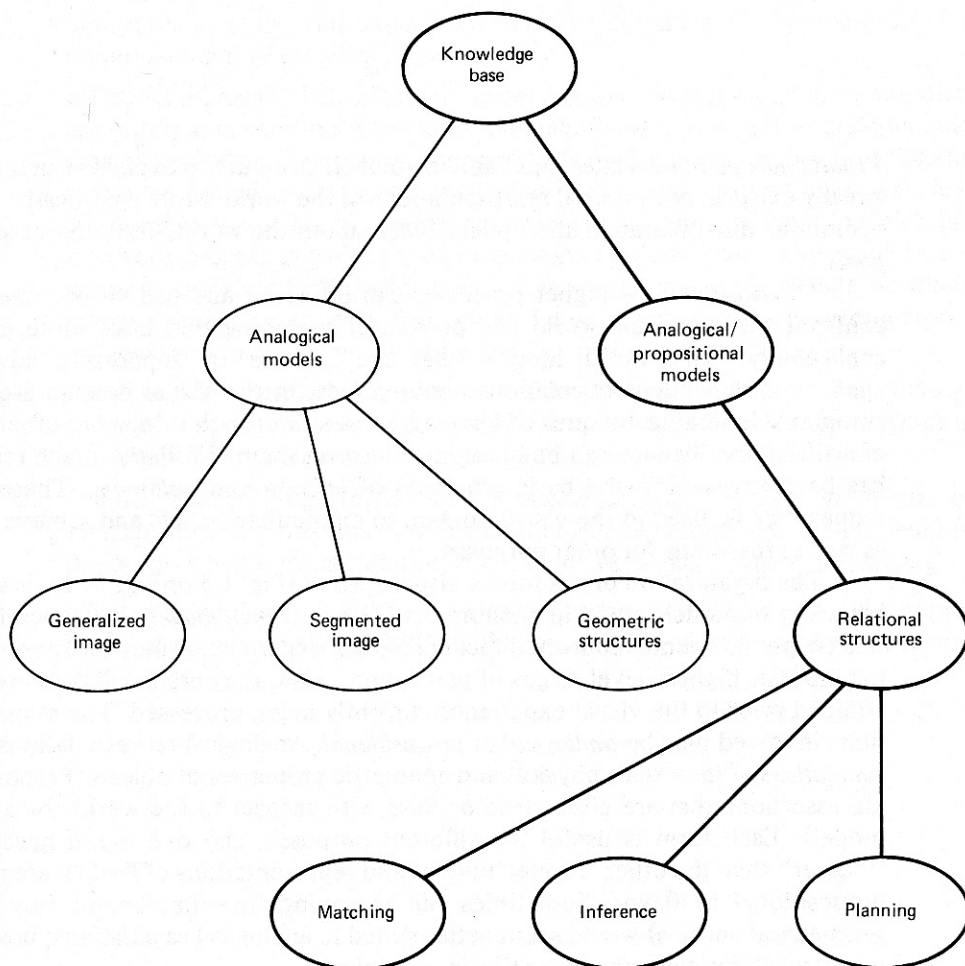 Knowledge
base
Analogical
models
Analogical/
propositional
models
Generalized
image
Segmented
image
Geometric
structures
Relational
structures
Matching
Inference
Planning